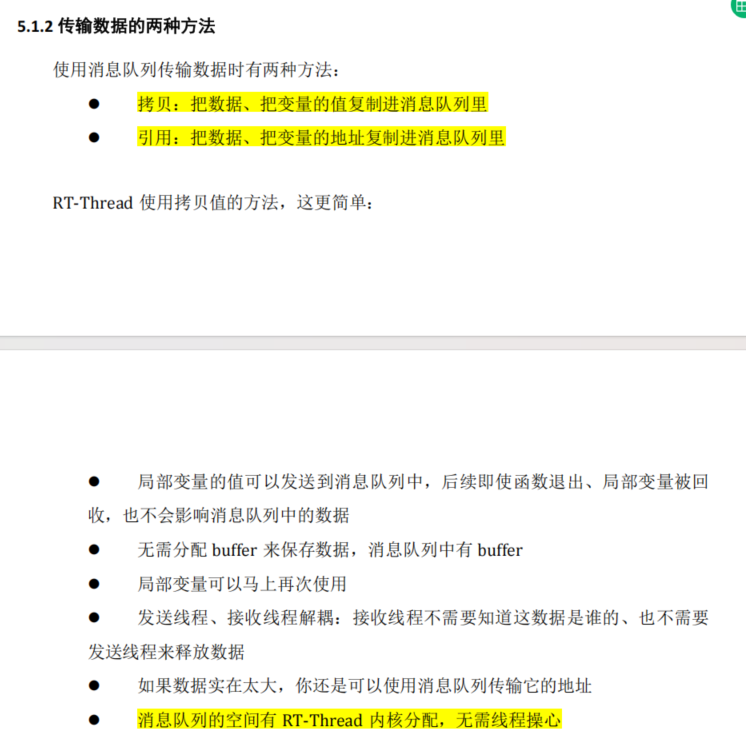 5.1.2 传输数据的两种方法
使用消息队列传输数据时有两种方法：
● 拷贝：把数据、把变量的值复制进消息队列里
● 引用：把数据、把变量的地址复制进消息队列里
RT-Thread 使用拷贝值的方法，这更简单：
● 局部变量的值可以发送到消息队列中，后续即使函数退出、局部变量被回
收，也不会影响消息队列中的数据
● 无需分配 buffer 来保存数据，消息队列中有 buffer
● 局部变量可以马上再次使用
● 发送线程、接收线程解耦：接收线程不需要知道这数据是谁的、也不需要
发送线程来释放数据
● 如果数据实在太大，你还是可以使用消息队列传输它的地址
● 消息队列的空间有 RT-Thread 内核分配，无需线程操心